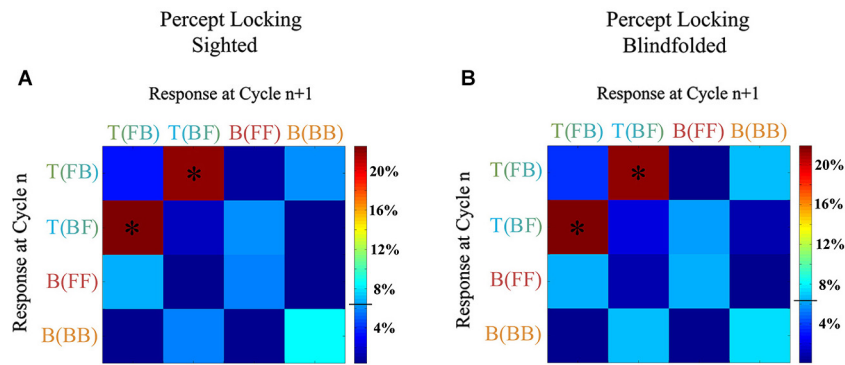 Percept Locking
Sighted
A
Response at Cycle n+1
T(FB) T(BF) B(FF) B(BB)
Response at Cycle n
T(FB)
T(BF)
B(FF)
B(BB)
*
*
20%
16%
12%
8%
4%
Percept Locking
Blindfolded
B
Response at Cycle n+1
T(FB) T(BF) B(FF) B(BB)
Response at Cycle n
T(FB)
T(BF)
B(FF)
B(BB)
*
*
20%
16%
12%
8%
4%